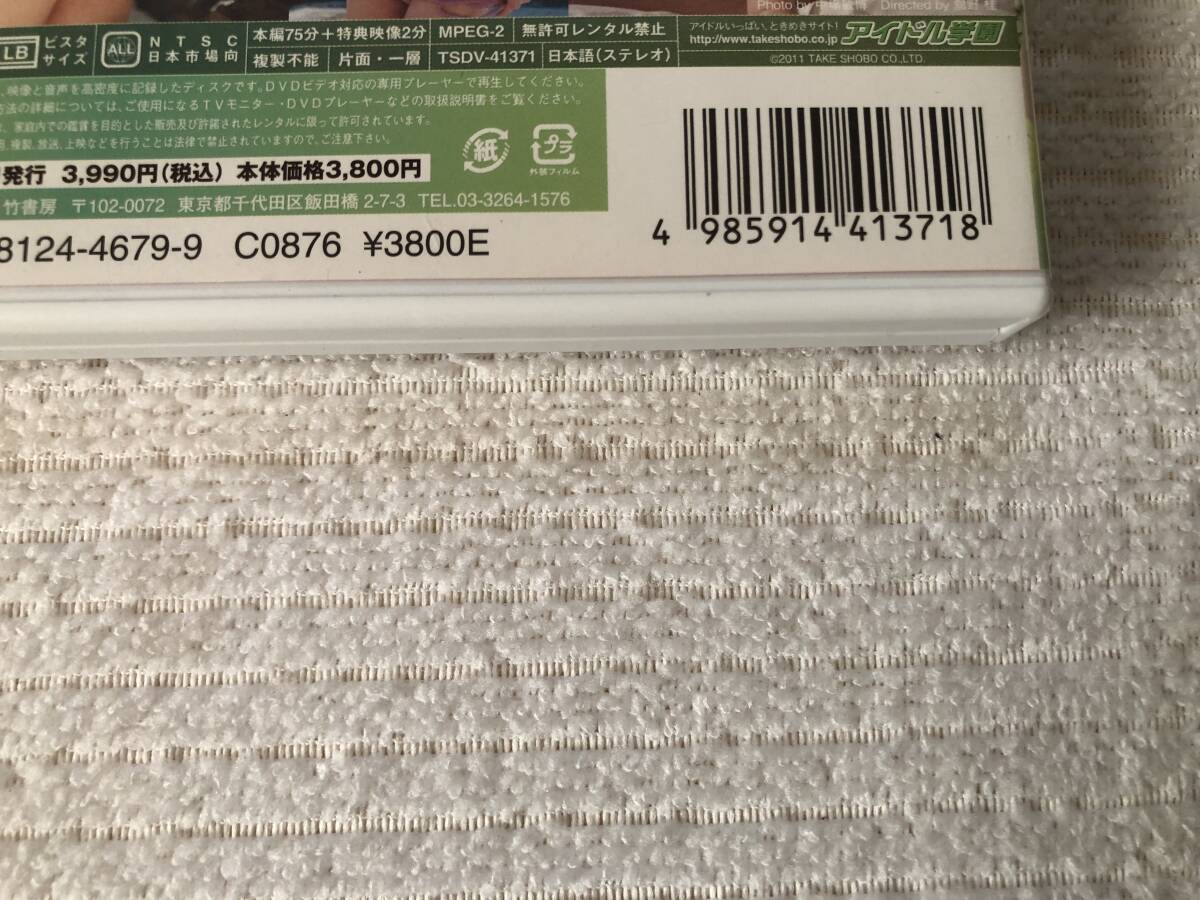 Photo by Directed by
LB ビスタサイズ ALL NTSC 日本市場向 本編75分+特典映像2分 MPEG-2 無許可レンタル禁止
複製不能 片面・一層 TSDV-41371 日本語(ステレオ)
アイドルいっぱい、ときめきサイト!
http://www.takeshobo.co.jp アイドル学園
©2011 TAKE SHOBO CO.,LTD.
、映像と音声を高密度に記録したディスクです。DVDビデオ対応の専用プレーヤーで再生してください。
方法の詳細については、ご使用になるTVモニター・DVDプレーヤーなどの取扱説明書をご覧ください。
は、家庭内での鑑賞を目的とした販売及び許諾されたレンタルに限って許可されています。
用、複製、放送、上映などを行うことは法律で禁止されていますので、ご注意下さい。
発行 3,990円(税込) 本体価格3,800円
紙 プラ 外装フィルム
竹書房 〒102-0072 東京都千代田区飯田橋2-7-3 TEL.03-3264-1576
8124-4679-9 C0876 ¥3800E
4 985914 413718